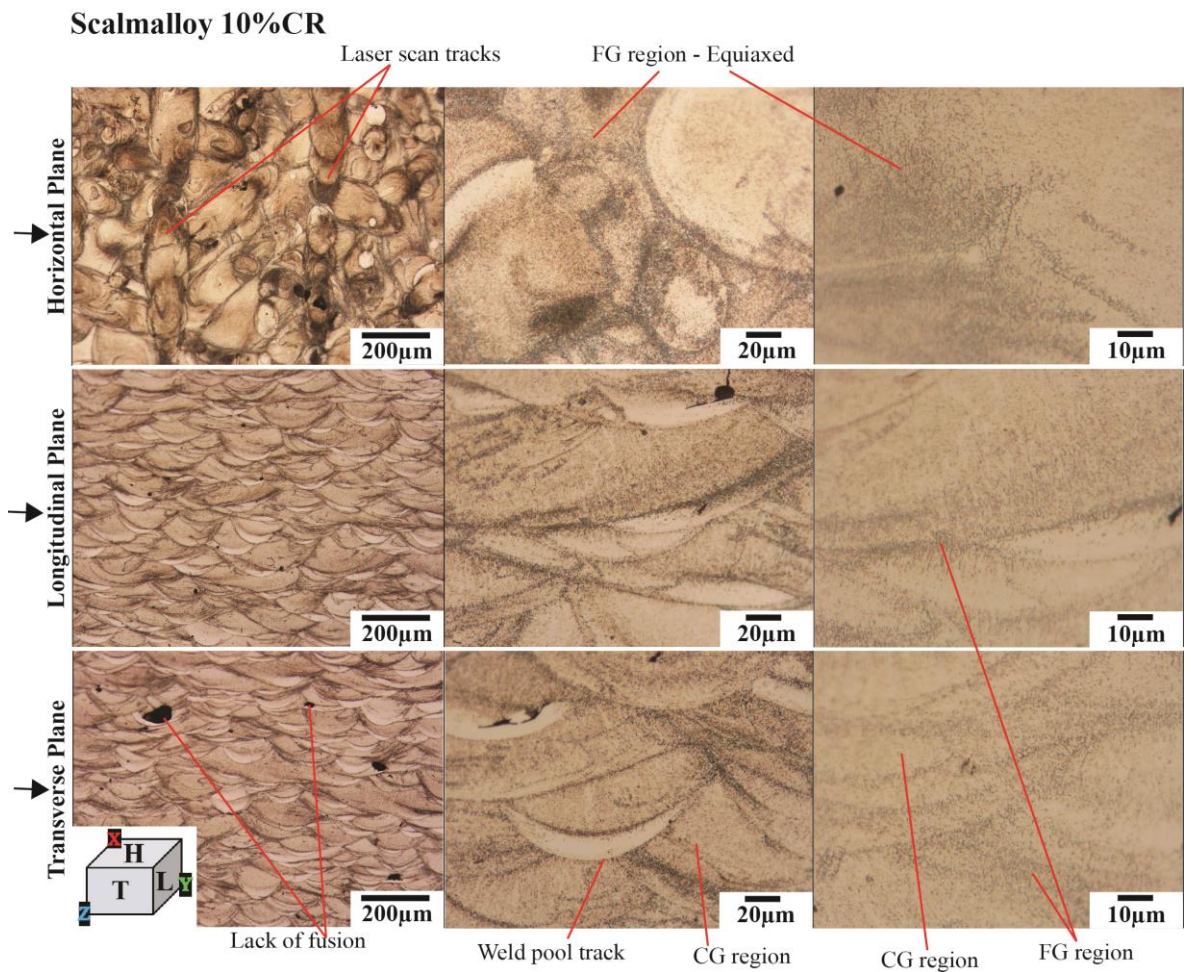 Scalmalloy 10%CR
Laser scan tracks
FG region - Equiaxed
Horizontal Plane
200µm
20µm
10µm
Longitudinal Plane
200µm
20µm
10µm
Transverse Plane
X
H
T
L
Y
Z
200µm
20µm
10µm
Lack of fusion
Weld pool track
CG region
CG region
FG region